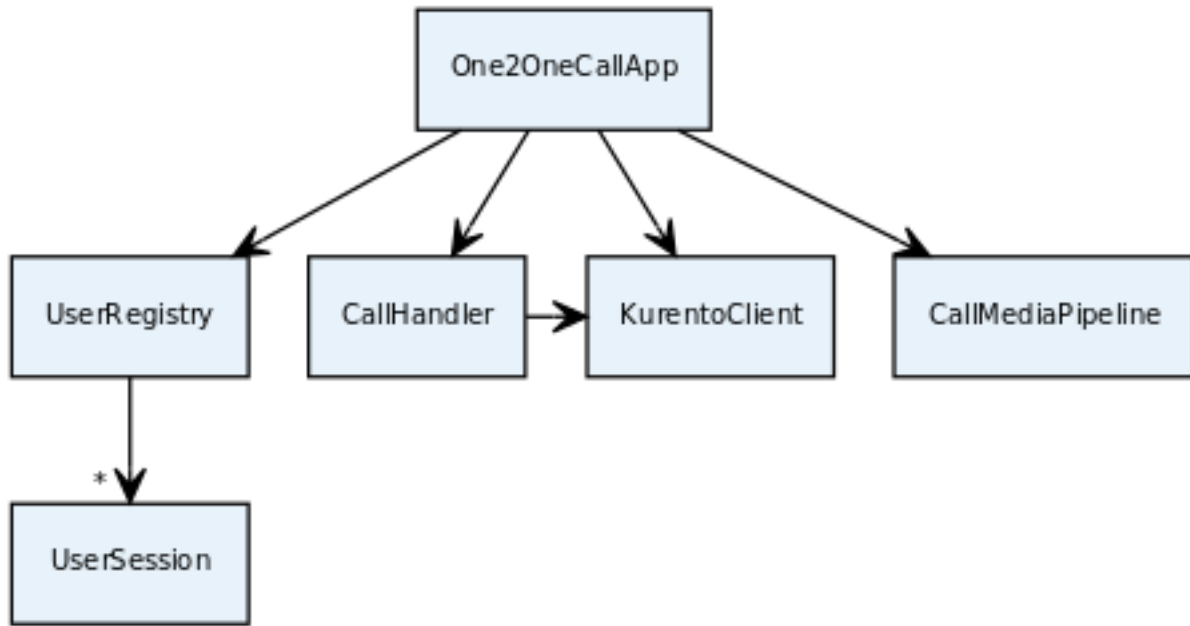 One2OneCallApp
UserRegistry
CallHandler
KurentoClient
CallMediaPipeline
*
UserSession